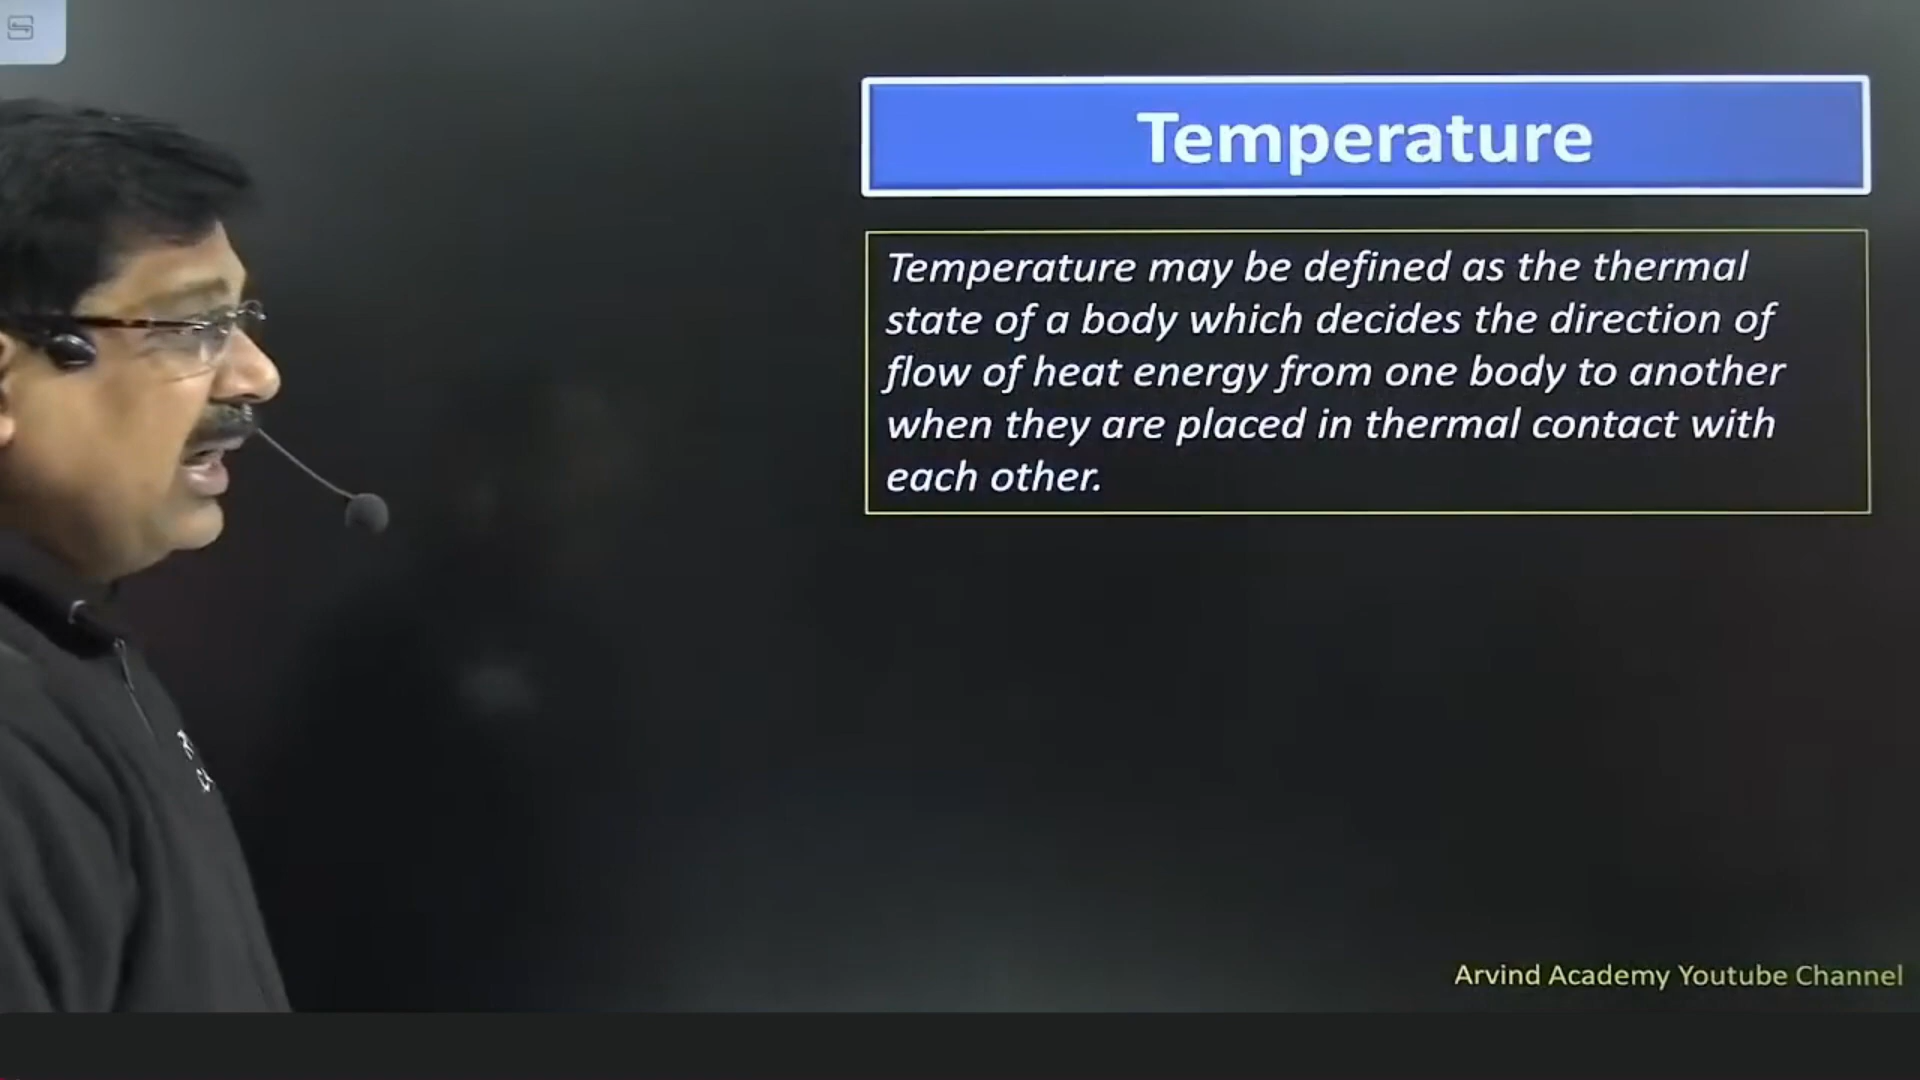 Temperature
Temperature may be defined as the thermal
state of a body which decides the direction of
flow of heat energy from one body to another
when they are placed in thermal contact with
each other.
Arvind Academy Youtube Channel